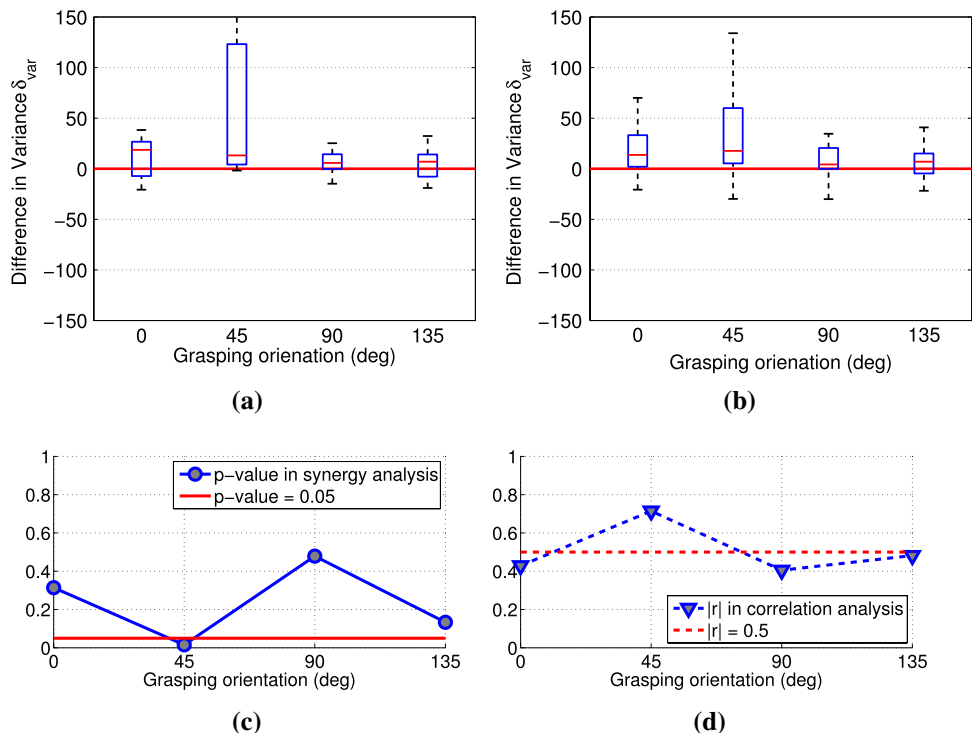 150
100
50
0
−50
−100
−150
Difference in Variance δvar
0 45 90 135
Grasping orienation (deg)
(a)
150
100
50
0
−50
−100
−150
Difference in Variance δvar
0 45 90 135
Grasping orienation (deg)
(b)
1
0.8
0.6
0.4
0.2
0
p−value in synergy analysis
p−value = 0.05
0 45 90 135
Grasping orientation (deg)
(c)
1
0.8
0.6
0.4
0.2
0
|r| in correlation analysis
|r| = 0.5
0 45 90 135
Grasping orientation (deg)
(d)